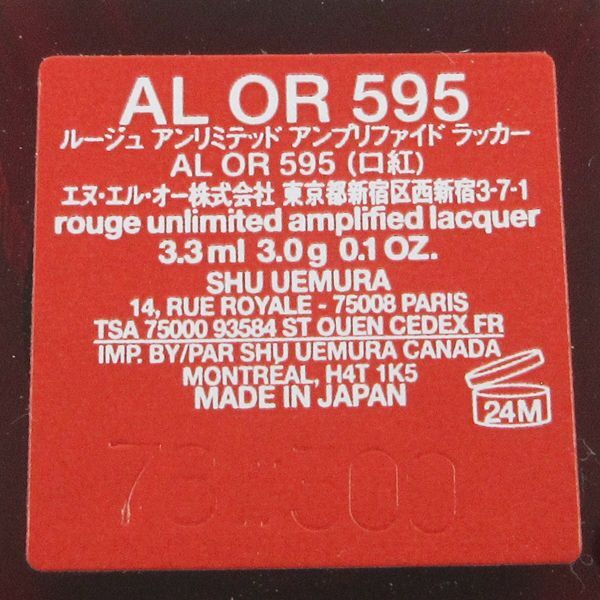 AL OR 595
ルージュ アンリミテッド アンプリファイド ラッカー
AL OR 595 (口紅)
エヌ・エル・オー株式会社 東京都新宿区西新宿3-7-1
rouge unlimited amplified lacquer
3.3 ml 3.0 g 0.1 OZ.
SHU UEMURA
14, RUE ROYALE - 75008 PARIS
TSA 75000 93584 ST OUEN CEDEX FR
IMP. BY/PAR SHU UEMURA CANADA
MONTRÉAL, H4T 1K5
MADE IN JAPAN
24M